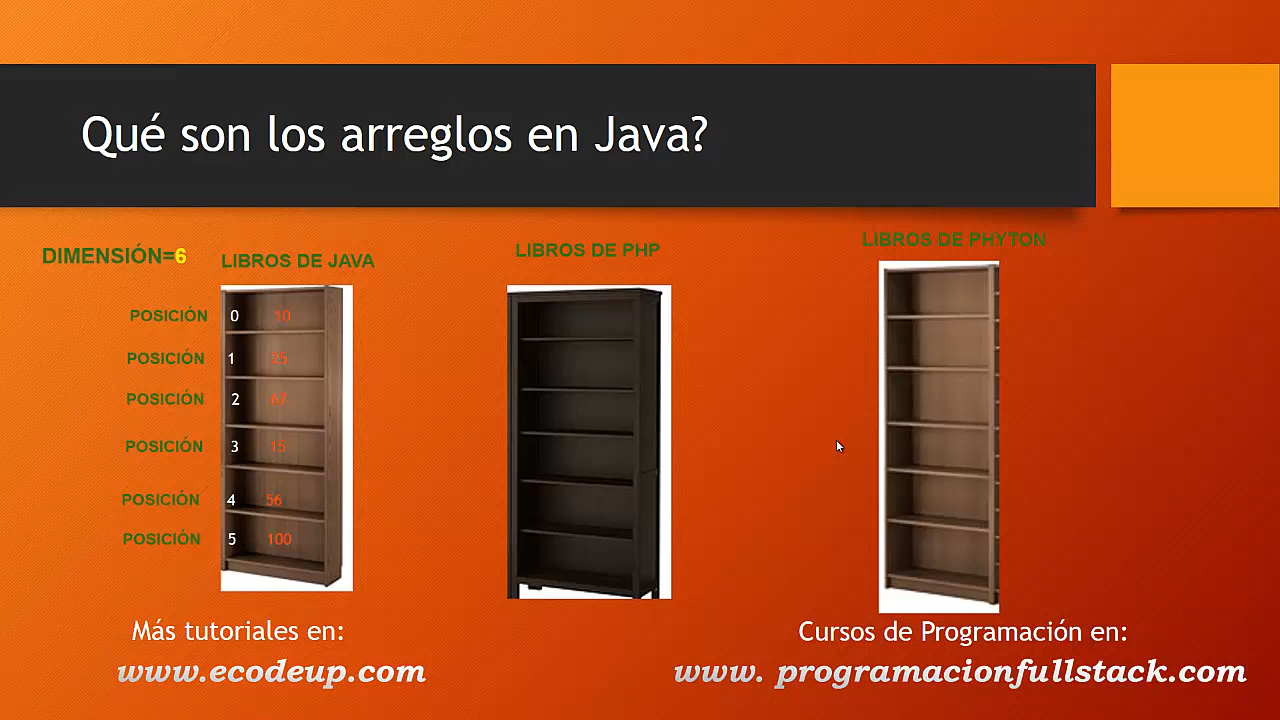 Qué son los arreglos en Java?
DIMENSIÓN=6
LIBROS DE JAVA
LIBROS DE PHP
LIBROS DE PHYTON
POSICIÓN 0 10
POSICIÓN 1 25
POSICIÓN 2 67
POSICIÓN 3 15
POSICIÓN 4 56
POSICIÓN 5 100
Más tutoriales en:
www.ecodeup.com
Cursos de Programación en:
www. programacionfullstack.com